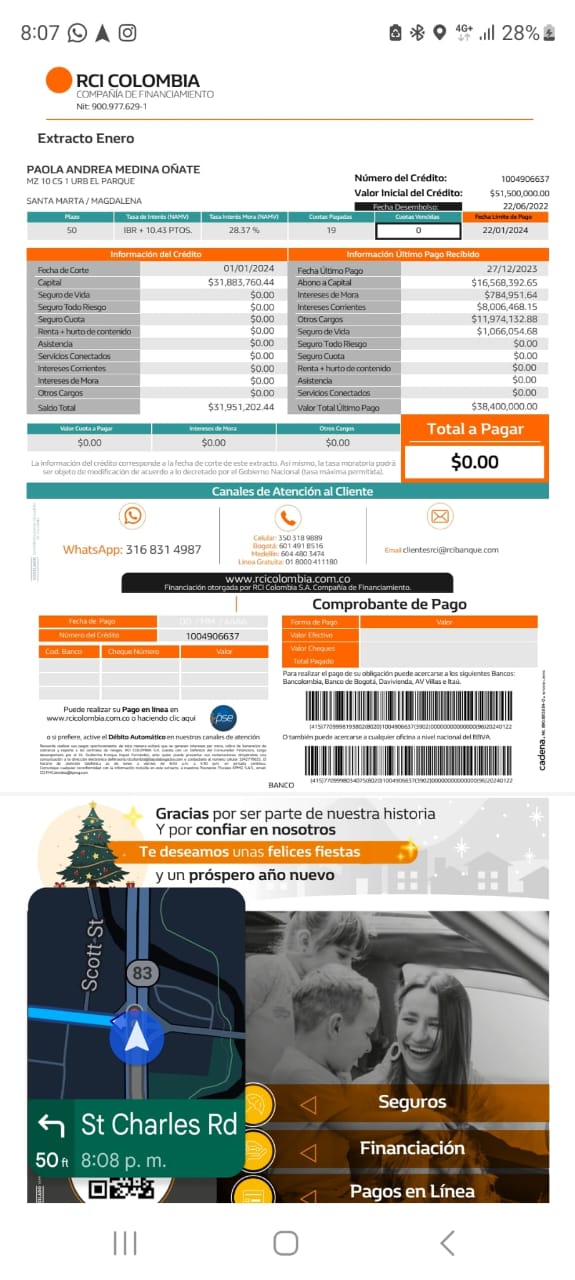 8:07
4G+
28%
RCI COLOMBIA
COMPAÑÍA DE FINANCIAMIENTO
Nit: 900.977.629-1
Extracto Enero
PAOLA ANDREA MEDINA OÑATE
MZ 10 CS 1 URB EL PARQUE
SANTA MARTA / MAGDALENA
Número del Crédito: 1004906637
Valor Inicial del Crédito: $51,500,000.00
Fecha Desembolso: 22/06/2022
Plazo Tasa de Interés (NAMV) Tasa Interés Mora (NAMV) Cuotas Pagadas Cuotas Vencidas Fecha Límite de Pago
50 IBR + 10.43 PTOS. 28.37 % 19 0 22/01/2024
Información del Crédito
Fecha de Corte 01/01/2024
Capital $31,883,760.44
Seguro de Vida $0.00
Seguro Todo Riesgo $0.00
Seguro Cuota $0.00
Renta + hurto de contenido $0.00
Asistencia $0.00
Servicios Conectados $0.00
Intereses Corrientes $0.00
Intereses de Mora $0.00
Otros Cargos $0.00
Saldo Total $31,951,202.44
Información Último Pago Recibido
Fecha Último Pago 27/12/2023
Abono a Capital $16,568,392.65
Intereses de Mora $784,951.64
Intereses Corrientes $8,006,468.15
Otros Cargos $11,974,132.88
Seguro de Vida $1,066,054.68
Seguro Todo Riesgo $0.00
Seguro Cuota $0.00
Renta + hurto de contenido $0.00
Asistencia $0.00
Servicios Conectados $0.00
Valor Total Último Pago $38,400,000.00
Valor Cuota a Pagar Intereses de Mora Otros Cargos
$0.00 $0.00 $0.00
Total a Pagar
$0.00
La información del crédito corresponde a la fecha de corte de este extracto. Así mismo, la tasa moratoria podrá
ser objeto de modificación de acuerdo a lo decretado por el Gobierno Nacional (tasa máxima permitida).
Canales de Atención al Cliente
WhatsApp: 316 831 4987
Celular: 350 318 9889
Bogotá: 601 491 8516
Medellín: 604 480 3474
Línea Gratuita: 01 8000 411180
Email clientesrci@rcibanque.com
www.rcicolombia.com.co
Financiación otorgada por RCI Colombia S.A. Compañía de Financiamiento.
Fecha de Pago DD / MM / AAAA
Número del Crédito 1004906637
Cod. Banco Cheque Número Valor
Puede realizar su Pago en línea en
www.rcicolombia.com.co o haciendo clic aquí
pse
o si prefiere, active el Débito Automático en nuestros canales de atención
Comprobante de Pago
Forma de Pago Valor
Valor Efectivo
Valor Cheques
Total Pagado
Para realizar el pago de su obligación puede acercarse a los siguientes Bancos:
Bancolombia, Banco de Bogotá, Davivienda, AV Villas e Itaú.
O también puede acercarse a cualquier oficina a nivel nacional del BBVA
BANCO
cadena
Gracias por ser parte de nuestra historia
Y por confiar en nosotros
Te deseamos unas felices fiestas
y un próspero año nuevo
Scott St
83
St Charles Rd
50 ft 8:08 p. m.
Seguros
Financiación
Pagos en Línea